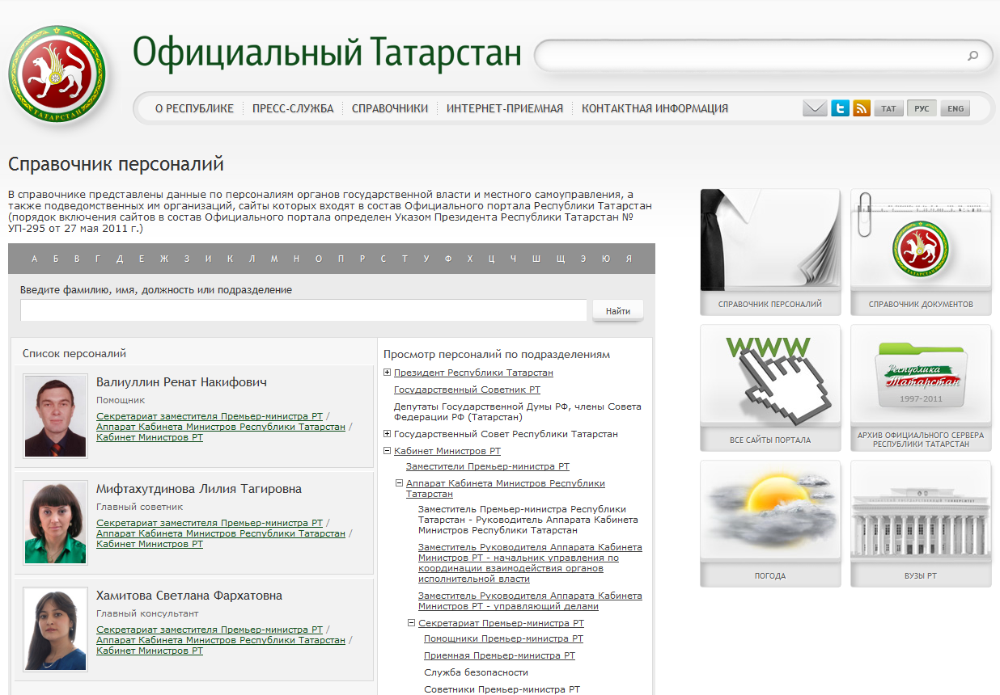 Официальный Татарстан
ТАТАРСТАН
О РЕСПУБЛИКЕ
ПРЕСС-СЛУЖБА
СПРАВОЧНИКИ
ИНТЕРНЕТ-ПРИЕМНАЯ
КОНТАКТНАЯ ИНФОРМАЦИЯ
ТАТ
РУС
ENG
Справочник персоналий
В справочнике представлены данные по персоналиям органов государственной власти и местного самоуправления, а
также подведомственных им организаций, сайты которых входят в состав Официального портала Республики Татарстан
(порядок включения сайтов в состав Официального портала определен Указом Президента Республики Татарстан №
УП-295 от 27 мая 2011 г.)
А Б В Г Д Е Ж З И К Л М Н О П Р С Т У Ф Х Ц Ч Ш Щ Э Ю Я
Введите фамилию, имя, должность или подразделение
Найти
Список персоналий
Валиуллин Ренат Накифович
Помощник
Секретариат заместителя Премьер-министра РТ /
Аппарат Кабинета Министров Республики Татарстан /
Кабинет Министров РТ
Мифтахутдинова Лилия Тагировна
Главный советник
Секретариат заместителя Премьер-министра РТ /
Аппарат Кабинета Министров Республики Татарстан /
Кабинет Министров РТ
Хамитова Светлана Фархатовна
Главный консультант
Секретариат заместителя Премьер-министра РТ /
Аппарат Кабинета Министров Республики Татарстан /
Кабинет Министров РТ
Просмотр персоналий по подразделениям
Президент Республики Татарстан
Государственный Советник РТ
Депутаты Государственной Думы РФ, члены Совета
Федерации РФ (Татарстан)
Государственный Совет Республики Татарстан
Кабинет Министров РТ
Заместители Премьер-министра РТ
Аппарат Кабинета Министров Республики
Татарстан
Заместитель Премьер-министра Республики
Татарстан - Руководитель Аппарата Кабинета
Министров Республики Татарстан
Заместитель Руководителя Аппарата Кабинета
Министров РТ - начальник управления по
координации взаимодействия органов
исполнительной власти
Заместитель Руководителя Аппарата Кабинета
Министров РТ - управляющий делами
Секретариат Премьер-министра РТ
Помощники Премьер-министра РТ
Приемная Премьер-министра РТ
Служба безопасности
Советники Премьер-министра РТ
СПРАВОЧНИК ПЕРСОНАЛИЙ
СПРАВОЧНИК ДОКУМЕНТОВ
WWW
ВСЕ САЙТЫ ПОРТАЛА
Республика
Татарстан
1997-2011
АРХИВ ОФИЦИАЛЬНОГО СЕРВЕРА
РЕСПУБЛИКИ ТАТАРСТАН
ПОГОДА
ВУЗЫ РТ